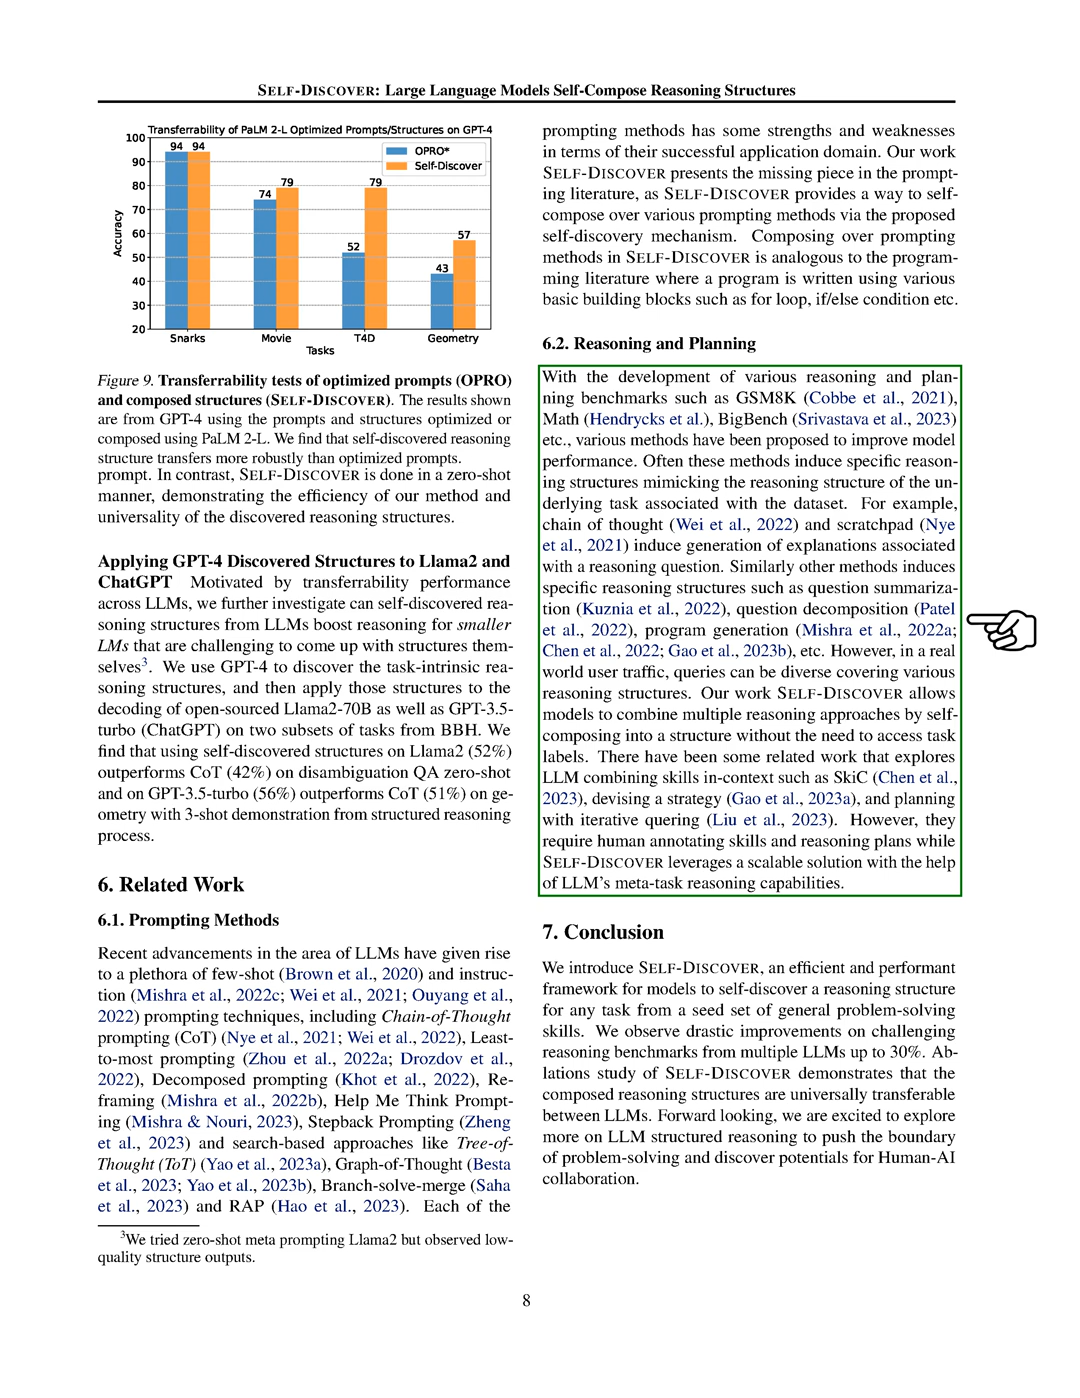 SELF-DISCOVER: Large Language Models Self-Compose Reasoning Structures
Transferrability of PaLM 2-L Optimized Prompts/Structures on GPT-4
100
90
80
70
60
50
40
30
20
Accuracy
94 94
74 79
52 79
43 57
OPRO*
Self-Discover
Snarks Movie T4D Geometry
Tasks
Figure 9. Transferrability tests of optimized prompts (OPRO)
and composed structures (SELF-DISCOVER). The results shown
are from GPT-4 using the prompts and structures optimized or
composed using PaLM 2-L. We find that self-discovered reasoning
structure transfers more robustly than optimized prompts.
prompt. In contrast, SELF-DISCOVER is done in a zero-shot
manner, demonstrating the efficiency of our method and
universality of the discovered reasoning structures.
Applying GPT-4 Discovered Structures to Llama2 and
ChatGPT Motivated by transferrability performance
across LLMs, we further investigate can self-discovered rea-
soning structures from LLMs boost reasoning for smaller
LMs that are challenging to come up with structures them-
selves3. We use GPT-4 to discover the task-intrinsic rea-
soning structures, and then apply those structures to the
decoding of open-sourced Llama2-70B as well as GPT-3.5-
turbo (ChatGPT) on two subsets of tasks from BBH. We
find that using self-discovered structures on Llama2 (52%)
outperforms CoT (42%) on disambiguation QA zero-shot
and on GPT-3.5-turbo (56%) outperforms CoT (51%) on ge-
ometry with 3-shot demonstration from structured reasoning
process.
6. Related Work
6.1. Prompting Methods
Recent advancements in the area of LLMs have given rise
to a plethora of few-shot (Brown et al., 2020) and instruc-
tion (Mishra et al., 2022c; Wei et al., 2021; Ouyang et al.,
2022) prompting techniques, including Chain-of-Thought
prompting (CoT) (Nye et al., 2021; Wei et al., 2022), Least-
to-most prompting (Zhou et al., 2022a; Drozdov et al.,
2022), Decomposed prompting (Khot et al., 2022), Re-
framing (Mishra et al., 2022b), Help Me Think Prompt-
ing (Mishra & Nouri, 2023), Stepback Prompting (Zheng
et al., 2023) and search-based approaches like Tree-of-
Thought (ToT) (Yao et al., 2023a), Graph-of-Thought (Besta
et al., 2023; Yao et al., 2023b), Branch-solve-merge (Saha
et al., 2023) and RAP (Hao et al., 2023). Each of the
3We tried zero-shot meta prompting Llama2 but observed low-
quality structure outputs.
prompting methods has some strengths and weaknesses
in terms of their successful application domain. Our work
SELF-DISCOVER presents the missing piece in the prompt-
ing literature, as SELF-DISCOVER provides a way to self-
compose over various prompting methods via the proposed
self-discovery mechanism. Composing over prompting
methods in SELF-DISCOVER is analogous to the program-
ming literature where a program is written using various
basic building blocks such as for loop, if/else condition etc.
6.2. Reasoning and Planning
With the development of various reasoning and plan-
ning benchmarks such as GSM8K (Cobbe et al., 2021),
Math (Hendrycks et al.), BigBench (Srivastava et al., 2023)
etc., various methods have been proposed to improve model
performance. Often these methods induce specific reason-
ing structures mimicking the reasoning structure of the un-
derlying task associated with the dataset. For example,
chain of thought (Wei et al., 2022) and scratchpad (Nye
et al., 2021) induce generation of explanations associated
with a reasoning question. Similarly other methods induces
specific reasoning structures such as question summariza-
tion (Kuznia et al., 2022), question decomposition (Patel
et al., 2022), program generation (Mishra et al., 2022a;
Chen et al., 2022; Gao et al., 2023b), etc. However, in a real
world user traffic, queries can be diverse covering various
reasoning structures. Our work SELF-DISCOVER allows
models to combine multiple reasoning approaches by self-
composing into a structure without the need to access task
labels. There have been some related work that explores
LLM combining skills in-context such as SkiC (Chen et al.,
2023), devising a strategy (Gao et al., 2023a), and planning
with iterative quering (Liu et al., 2023). However, they
require human annotating skills and reasoning plans while
SELF-DISCOVER leverages a scalable solution with the help
of LLM's meta-task reasoning capabilities.
7. Conclusion
We introduce SELF-DISCOVER, an efficient and performant
framework for models to self-discover a reasoning structure
for any task from a seed set of general problem-solving
skills. We observe drastic improvements on challenging
reasoning benchmarks from multiple LLMs up to 30%. Ab-
lations study of SELF-DISCOVER demonstrates that the
composed reasoning structures are universally transferable
between LLMs. Forward looking, we are excited to explore
more on LLM structured reasoning to push the boundary
of problem-solving and discover potentials for Human-AI
collaboration.
8